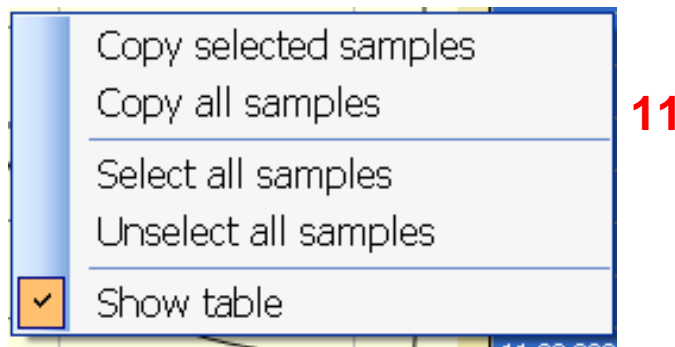 Copy selected samples
Copy all samples
11
Select all samples
Unselect all samples
Show table